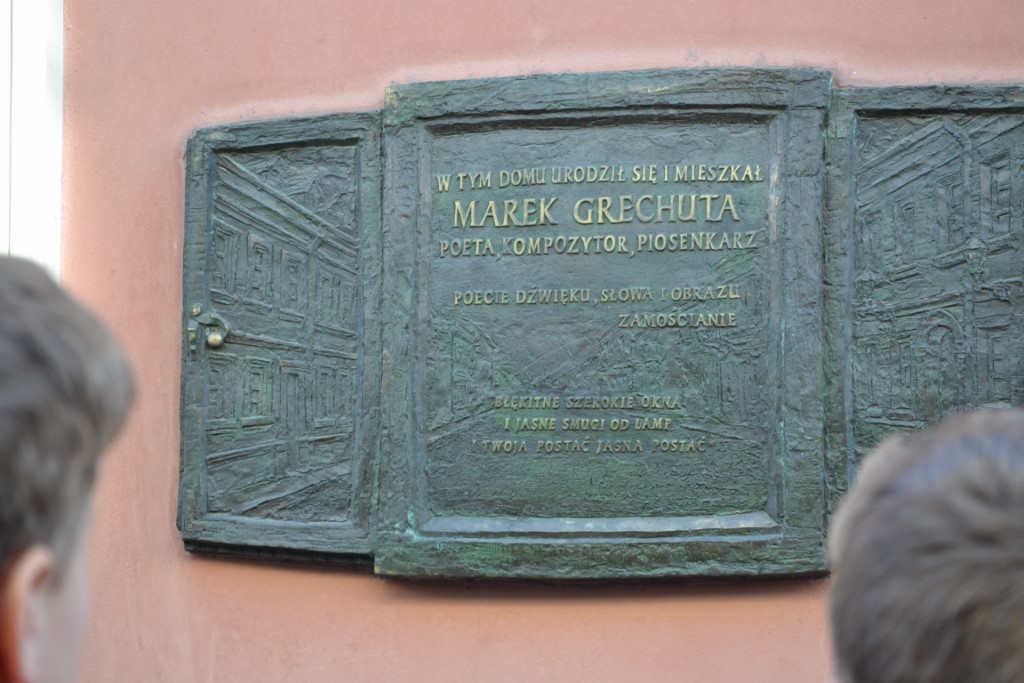 W TYM DOMU URODZIŁ SIĘ I MIESZKAŁ
MAREK GRECHUTA
POETA, KOMPOZYTOR, PIOSENKARZ
POECIE DŹWIĘKU, SŁOWA I OBRAZU
ZAMOŚCIANIE
BŁĘKITNE SZEROKIE OKNA
I JASNE SMUGI OD LAMP
"TWOJA POSTAĆ JASNA POSTAĆ"